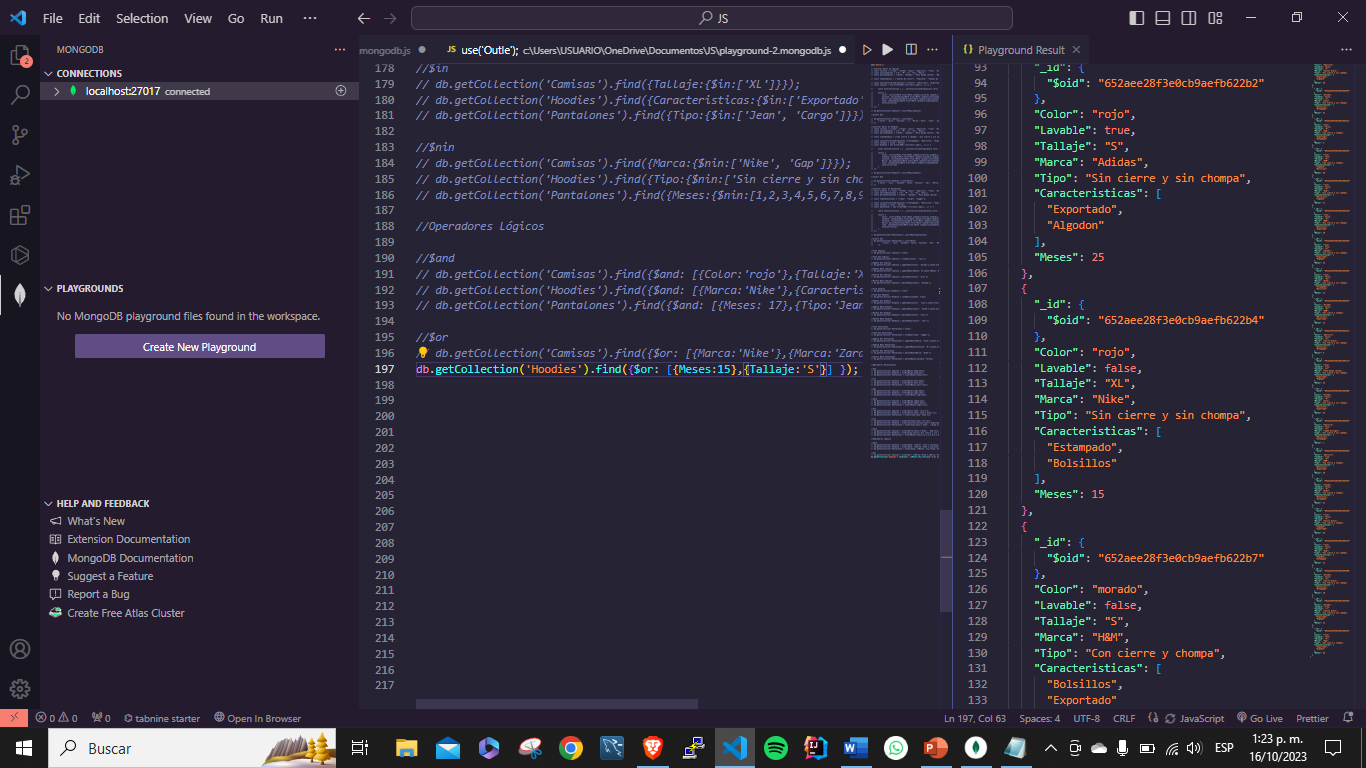 File Edit Selection View Go Run ··· JS
MONGODB ···
CONNECTIONS
localhost:27017 connected
PLAYGROUNDS
No MongoDB playground files found in the workspace.
Create New Playground
HELP AND FEEDBACK
What's New
Extension Documentation
MongoDB Documentation
Suggest a Feature
Report a Bug
Create Free Atlas Cluster
2
mongodb.js JS use('Outle'); c:\Users\USUARIO\OneDrive\Documentos\JS\playground-2.mongodb.js
178 //$in
179 // db.getCollection('Camisas').find({Tallaje:{$in:['XL']}});
180 // db.getCollection('Hoodies').find({Caracteristicas:{$in:['Exportado'
181 // db.getCollection('Pantalones').find({Tipo:{$in:['Jean', 'Cargo']}})
182
183 //$nin
184 // db.getCollection('Camisas').find({Marca:{$nin:['Nike', 'Gap']}});
185 // db.getCollection('Hoodies').find({Tipo:{$nin:['Sin cierre y sin cho
186 // db.getCollection('Pantalones').find({Meses:{$nin:[1,2,3,4,5,6,7,8,9
187
188 //Operadores Lógicos
189
190 //$and
191 // db.getCollection('Camisas').find({$and: [{Color:'rojo'},{Tallaje:'X
192 // db.getCollection('Hoodies').find({$and: [{Marca:'Nike'},{Caracteris
193 // db.getCollection('Pantalones').find({$and: [{Meses: 17},{Tipo:'Jean
194
195 //$or
196 db.getCollection('Camisas').find({$or: [{Marca:'Nike'},{Marca:'Zara
197 db.getCollection('Hoodies').find({$or: [{Meses:15},{Tallaje:'S'}] });
198
199
200
201
202
203
204
205
206
207
208
209
210
211
212
213
214
215
216
217
{} Playground Result ···
93 "_id": {
94 "$oid": "652aee28f3e0cb9aefb622b2"
95 },
96 "Color": "rojo",
97 "Lavable": true,
98 "Tallaje": "S",
99 "Marca": "Adidas",
100 "Tipo": "Sin cierre y sin chompa",
101 "Caracteristicas": [
102 "Exportado",
103 "Algodon"
104 ],
105 "Meses": 25
106 },
107 {
108 "_id": {
109 "$oid": "652aee28f3e0cb9aefb622b4"
110 },
111 "Color": "rojo",
112 "Lavable": false,
113 "Tallaje": "XL",
114 "Marca": "Nike",
115 "Tipo": "Sin cierre y sin chompa",
116 "Caracteristicas": [
117 "Estampado",
118 "Bolsillos"
119 ],
120 "Meses": 15
121 },
122 {
123 "_id": {
124 "$oid": "652aee28f3e0cb9aefb622b7"
125 },
126 "Color": "morado",
127 "Lavable": false,
128 "Tallaje": "S",
129 "Marca": "H&M",
130 "Tipo": "Con cierre y chompa",
131 "Caracteristicas": [
132 "Bolsillos",
133 "Exportado"
0 0 0 tabnine starter Open In Browser Ln 197, Col 63 Spaces: 4 UTF-8 CRLF {} JavaScript Go Live Prettier
Buscar ESP 1:23 p. m.
16/10/2023